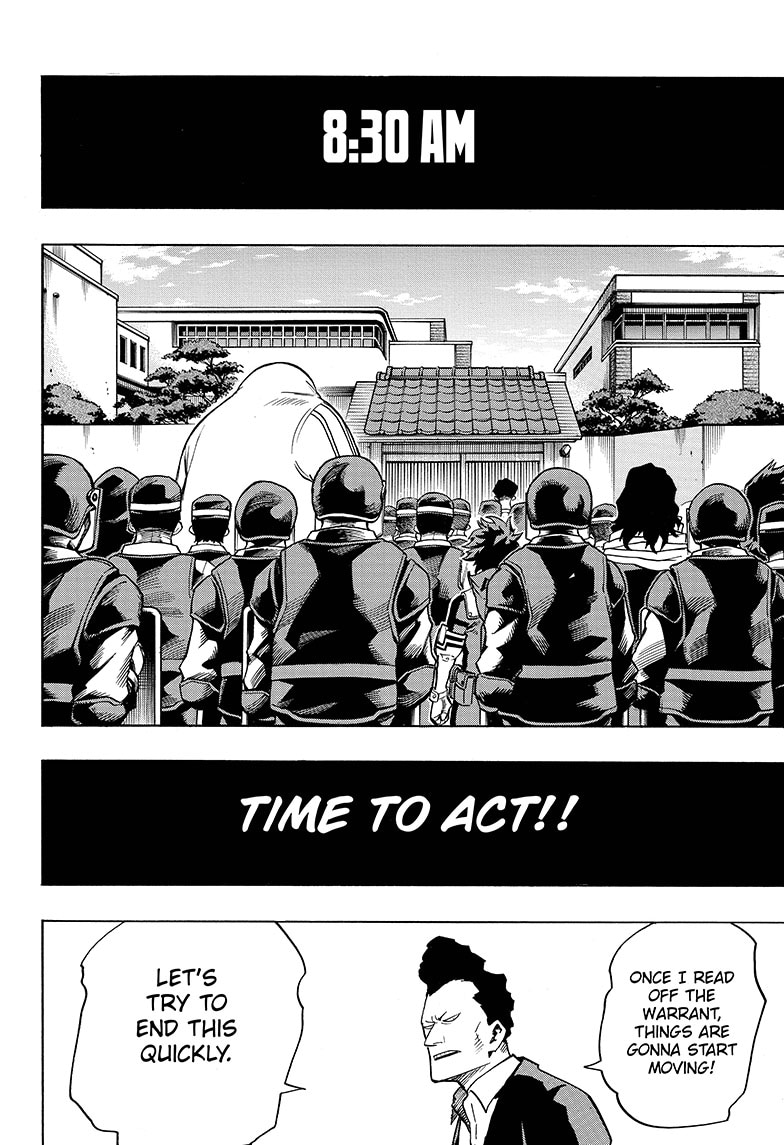 8:30 AM
TIME TO ACT!!
ONCE I READ
OFF THE
WARRANT,
THINGS ARE
GONNA START
MOVING!
LET'S
TRY TO
END THIS
QUICKLY.